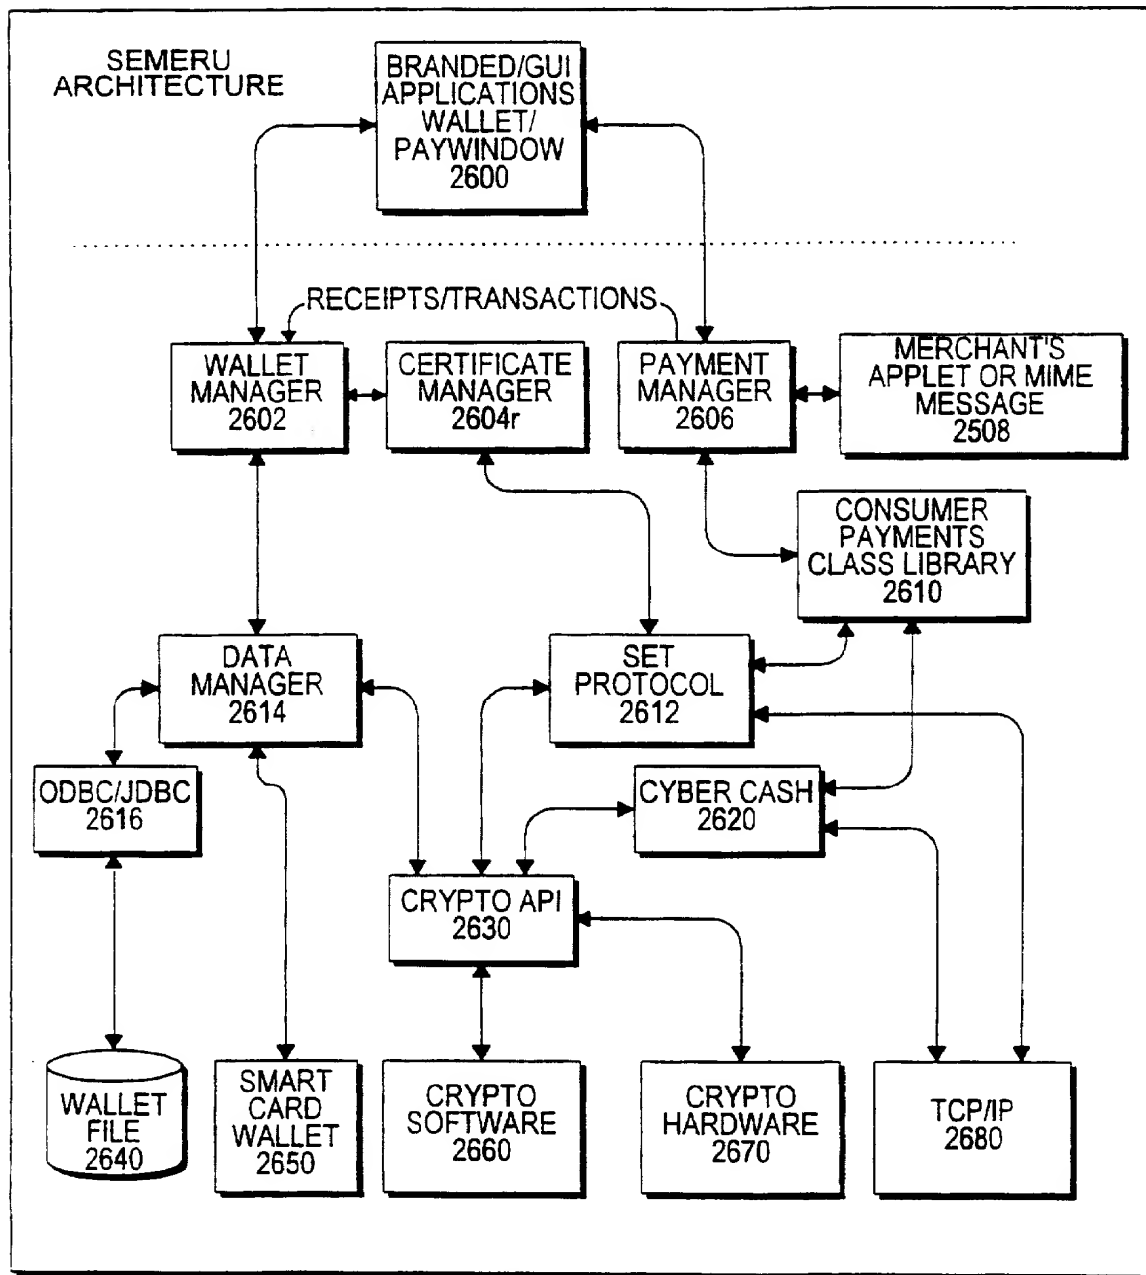 SEMERU
ARCHITECTURE
BRANDED/GUI
APPLICATIONS
WALLET/
PAYWINDOW
2600
RECEIPTS/TRANSACTIONS
WALLET
MANAGER
2602
CERTIFICATE
MANAGER
2604r
PAYMENT
MANAGER
2606
MERCHANT'S
APPLET OR MIME
MESSAGE
2508
CONSUMER
PAYMENTS
CLASS LIBRARY
2610
DATA
MANAGER
2614
SET
PROTOCOL
2612
ODBC/JDBC
2616
CYBER CASH
2620
CRYPTO API
2630
WALLET
FILE
2640
SMART
CARD
WALLET
2650
CRYPTO
SOFTWARE
2660
CRYPTO
HARDWARE
2670
TCP/IP
2680